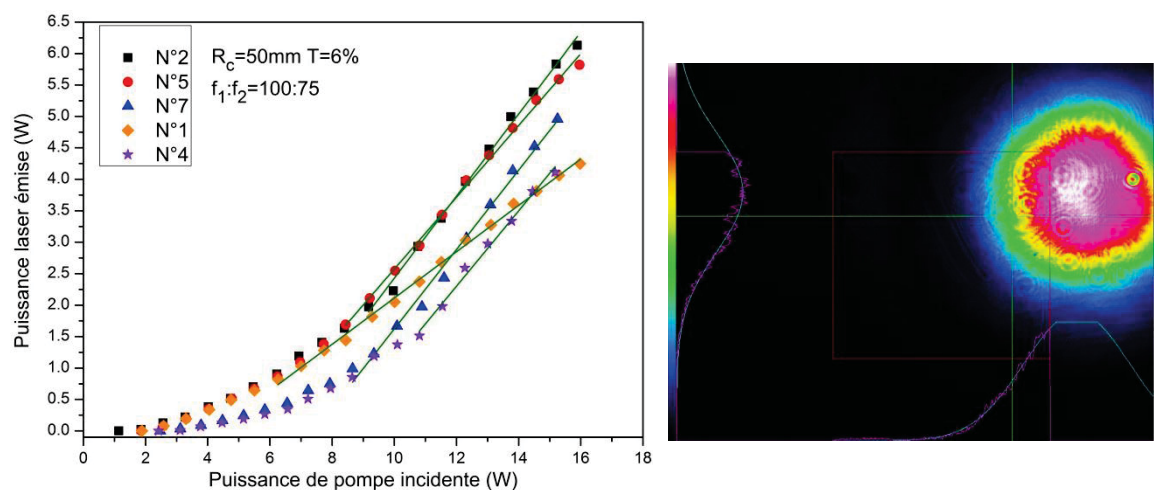 6.5
6.0
5.5
5.0
4.5
4.0
3.5
3.0
2.5
2.0
1.5
1.0
0.5
0.0
Puissance laser émise (W)
N°2
N°5
N°7
N°1
N°4
R_c=50mm T=6%
f₁:f₂=100:75
0 2 4 6 8 10 12 14 16 18
Puissance de pompe incidente (W)